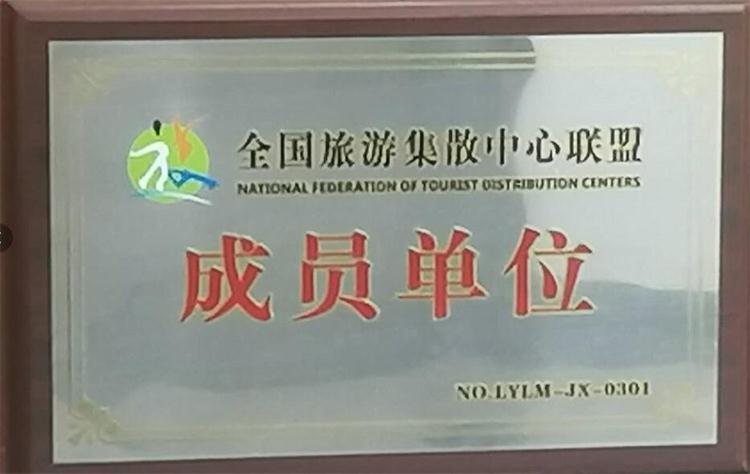 全国旅游集散中心联盟
NATIONAL FEDERATION OF TOURIST DISTRIBUTION CENTERS
成员单位
NO.LYLM-JX-0301